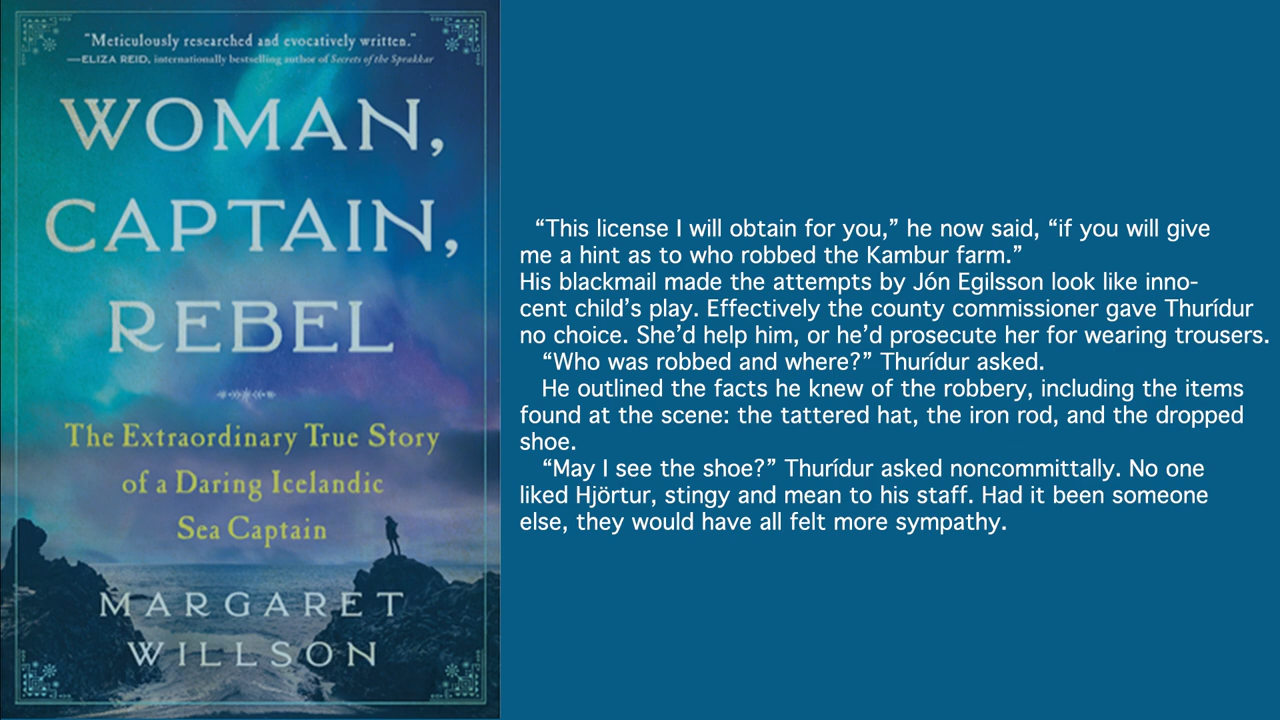 "Meticulously researched and evocatively written."
—ELIZA REID, internationally bestselling author of Secrets of the Sprakkar
WOMAN,
CAPTAIN,
REBEL
The Extraordinary True Story
of a Daring Icelandic
Sea Captain
MARGARET
WILLSON
“This license I will obtain for you,” he now said, “if you will give
me a hint as to who robbed the Kambur farm.”
His blackmail made the attempts by Jón Egilsson look like inno-
cent child’s play. Effectively the county commissioner gave Thurídur
no choice. She’d help him, or he’d prosecute her for wearing trousers.
“Who was robbed and where?” Thurídur asked.
He outlined the facts he knew of the robbery, including the items
found at the scene: the tattered hat, the iron rod, and the dropped
shoe.
“May I see the shoe?” Thurídur asked noncommittally. No one
liked Hjörtur, stingy and mean to his staff. Had it been someone
else, they would have all felt more sympathy.